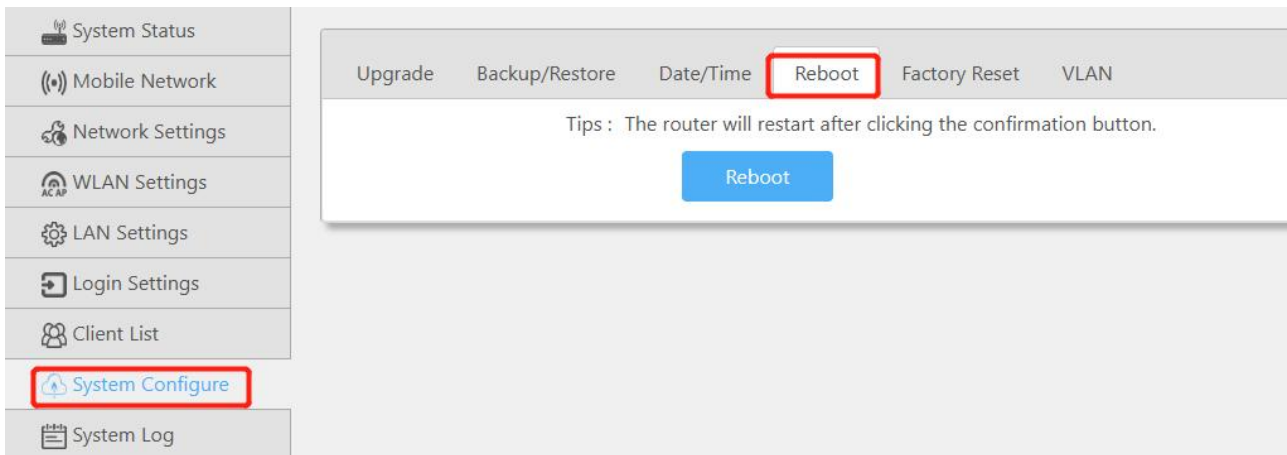 System Status
Mobile Network
Network Settings
AC AP
WLAN Settings
LAN Settings
Login Settings
Client List
System Configure
System Log
Upgrade Backup/Restore Date/Time Reboot Factory Reset VLAN
Tips : The router will restart after clicking the confirmation button.
Reboot